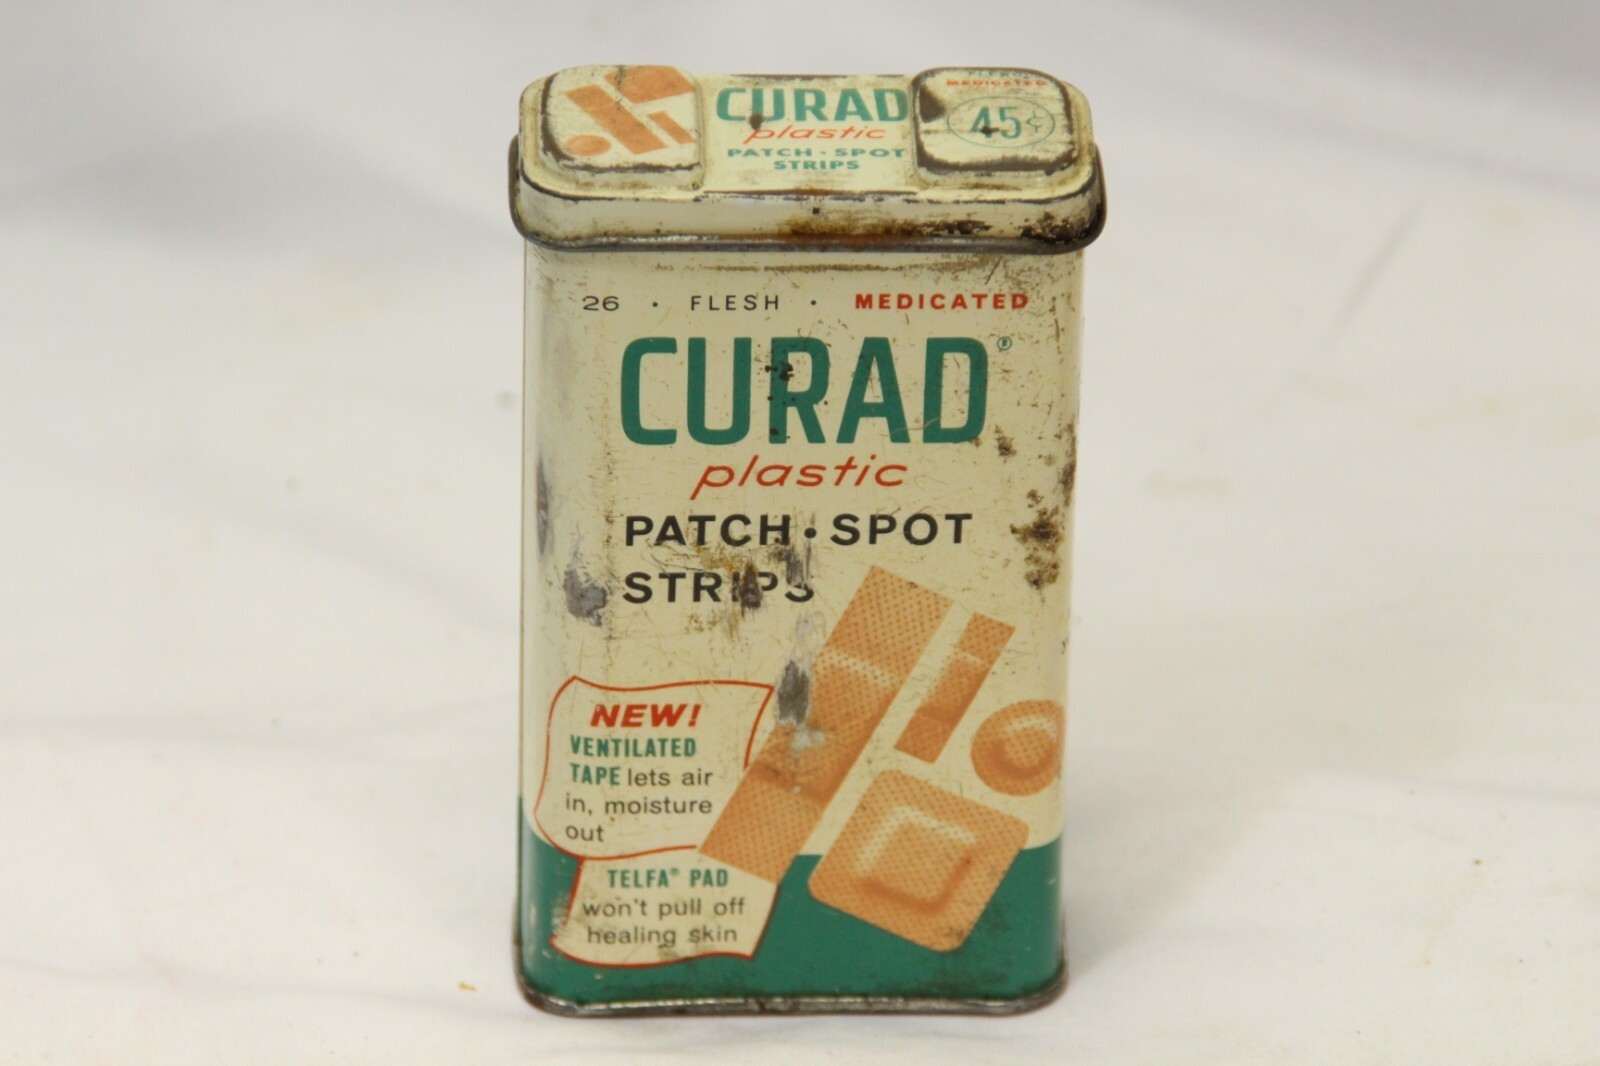 CURAD
plastic
PATCH · SPOT
STRIPS
MEDICATED
45¢
26 · FLESH · MEDICATED
CURAD®
plastic
PATCH · SPOT
STRIPS
NEW!
VENTILATED
TAPE lets air
in, moisture
out
TELFA® PAD
won't pull off
healing skin